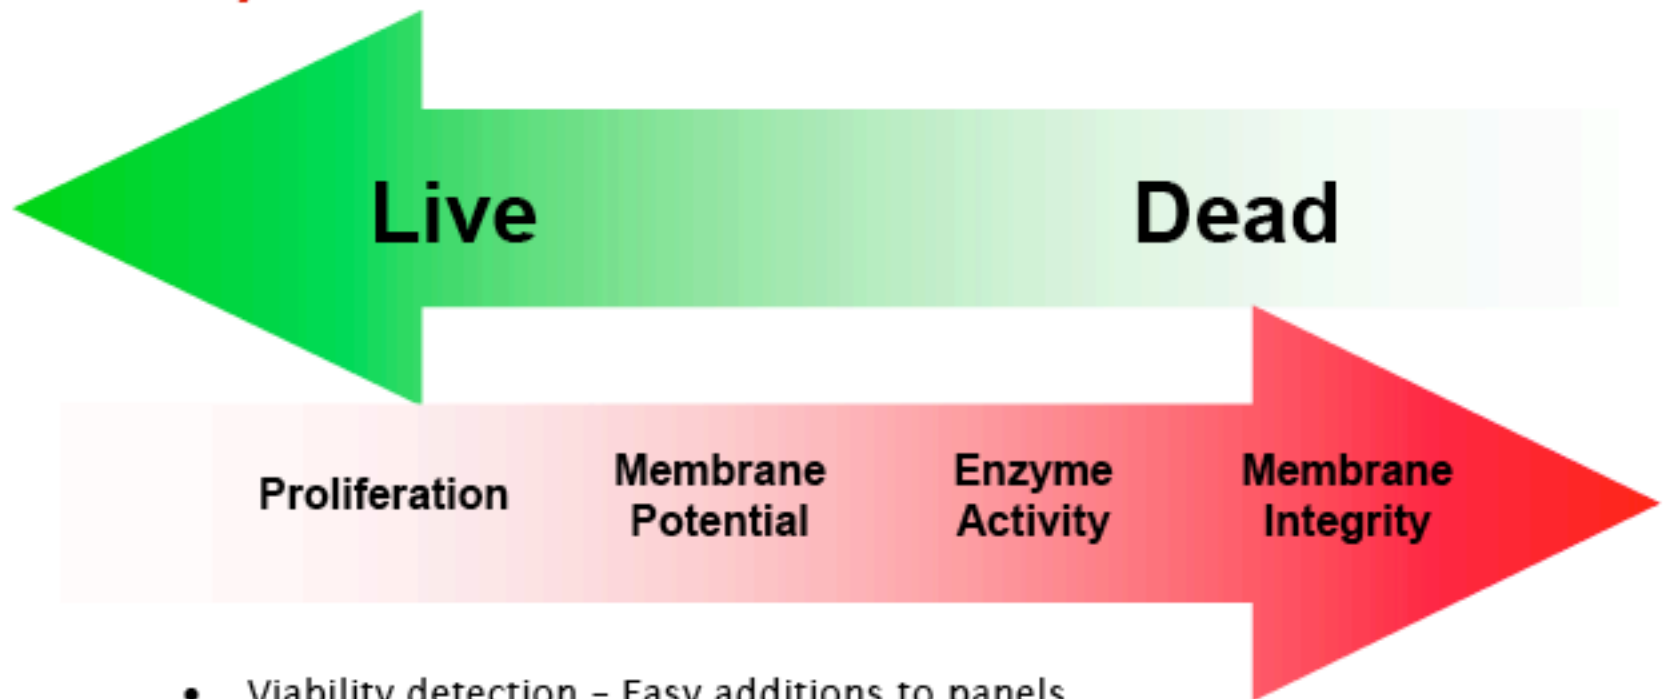 Live Dead
Proliferation
Membrane
Potential
Enzyme
Activity
Membrane
Integrity
• Viability detection – Easy additions to panels